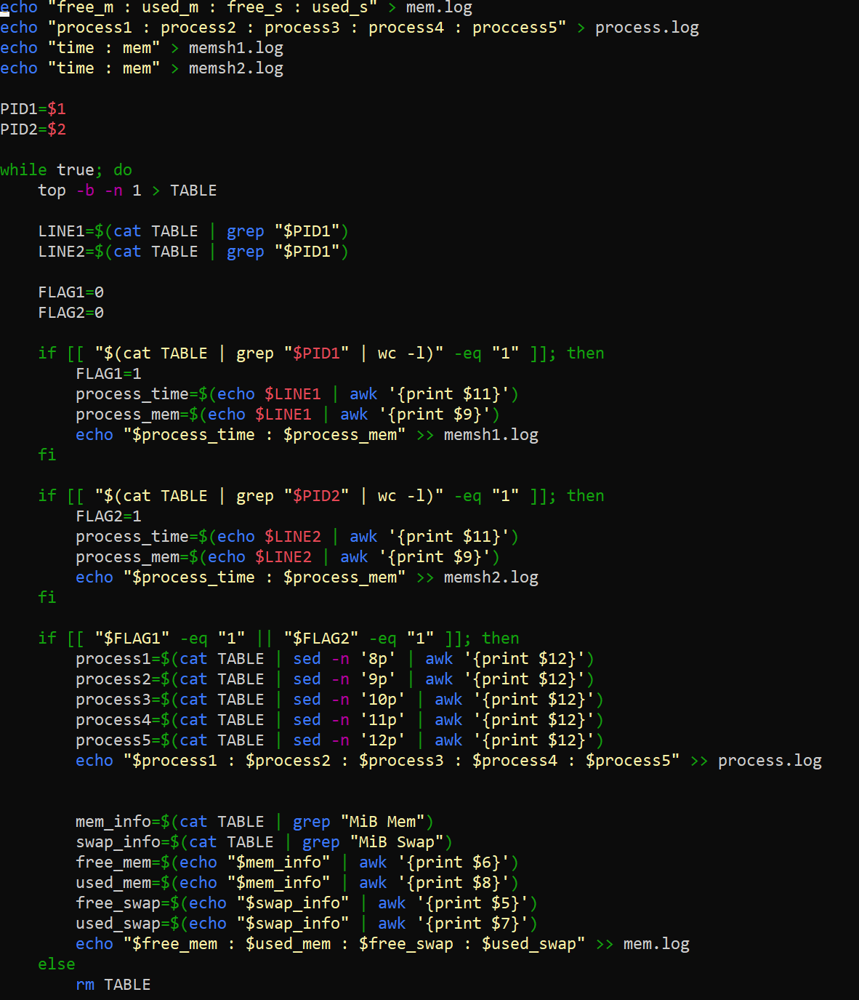 echo "free_m : used_m : free_s : used_s" > mem.log
echo "process1 : process2 : process3 : process4 : proccess5" > process.log
echo "time : mem" > memsh1.log
echo "time : mem" > memsh2.log

PID1=$1
PID2=$2

while true; do
    top -b -n 1 > TABLE

    LINE1=$(cat TABLE | grep "$PID1")
    LINE2=$(cat TABLE | grep "$PID1")

    FLAG1=0
    FLAG2=0

    if [[ "$(cat TABLE | grep "$PID1" | wc -l)" -eq "1" ]]; then
        FLAG1=1
        process_time=$(echo $LINE1 | awk '{print $11}')
        process_mem=$(echo $LINE1 | awk '{print $9}')
        echo "$process_time : $process_mem" >> memsh1.log
    fi

    if [[ "$(cat TABLE | grep "$PID2" | wc -l)" -eq "1" ]]; then
        FLAG2=1
        process_time=$(echo $LINE2 | awk '{print $11}')
        process_mem=$(echo $LINE2 | awk '{print $9}')
        echo "$process_time : $process_mem" >> memsh2.log
    fi

    if [[ "$FLAG1" -eq "1" || "$FLAG2" -eq "1" ]]; then
        process1=$(cat TABLE | sed -n '8p' | awk '{print $12}')
        process2=$(cat TABLE | sed -n '9p' | awk '{print $12}')
        process3=$(cat TABLE | sed -n '10p' | awk '{print $12}')
        process4=$(cat TABLE | sed -n '11p' | awk '{print $12}')
        process5=$(cat TABLE | sed -n '12p' | awk '{print $12}')
        echo "$process1 : $process2 : $process3 : $process4 : $process5" >> process.log


        mem_info=$(cat TABLE | grep "MiB Mem")
        swap_info=$(cat TABLE | grep "MiB Swap")
        free_mem=$(echo "$mem_info" | awk '{print $6}')
        used_mem=$(echo "$mem_info" | awk '{print $8}')
        free_swap=$(echo "$swap_info" | awk '{print $5}')
        used_swap=$(echo "$swap_info" | awk '{print $7}')
        echo "$free_mem : $used_mem : $free_swap : $used_swap" >> mem.log
    else
        rm TABLE